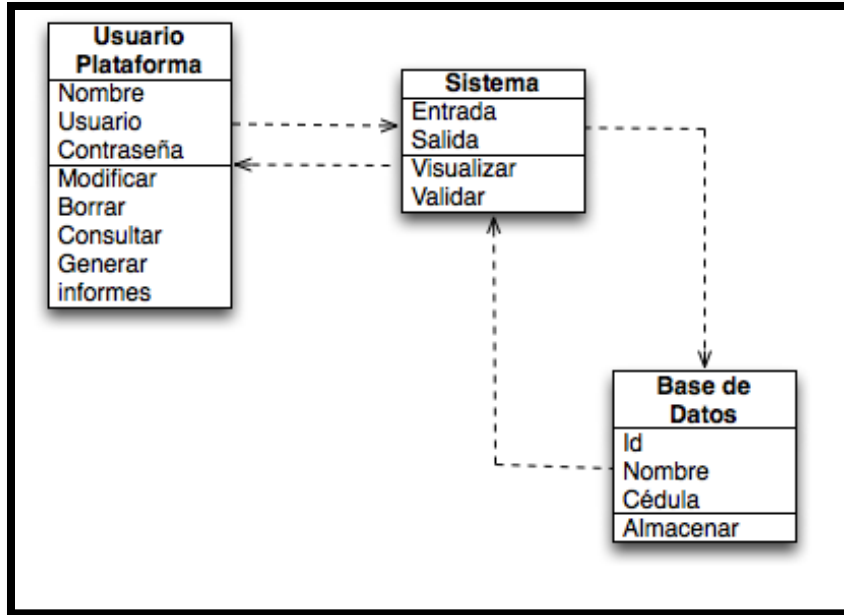 Usuario
Plataforma
Nombre
Usuario
Contraseña
Modificar
Borrar
Consultar
Generar
informes
Sistema
Entrada
Salida
Visualizar
Validar
Base de
Datos
Id
Nombre
Cédula
Almacenar